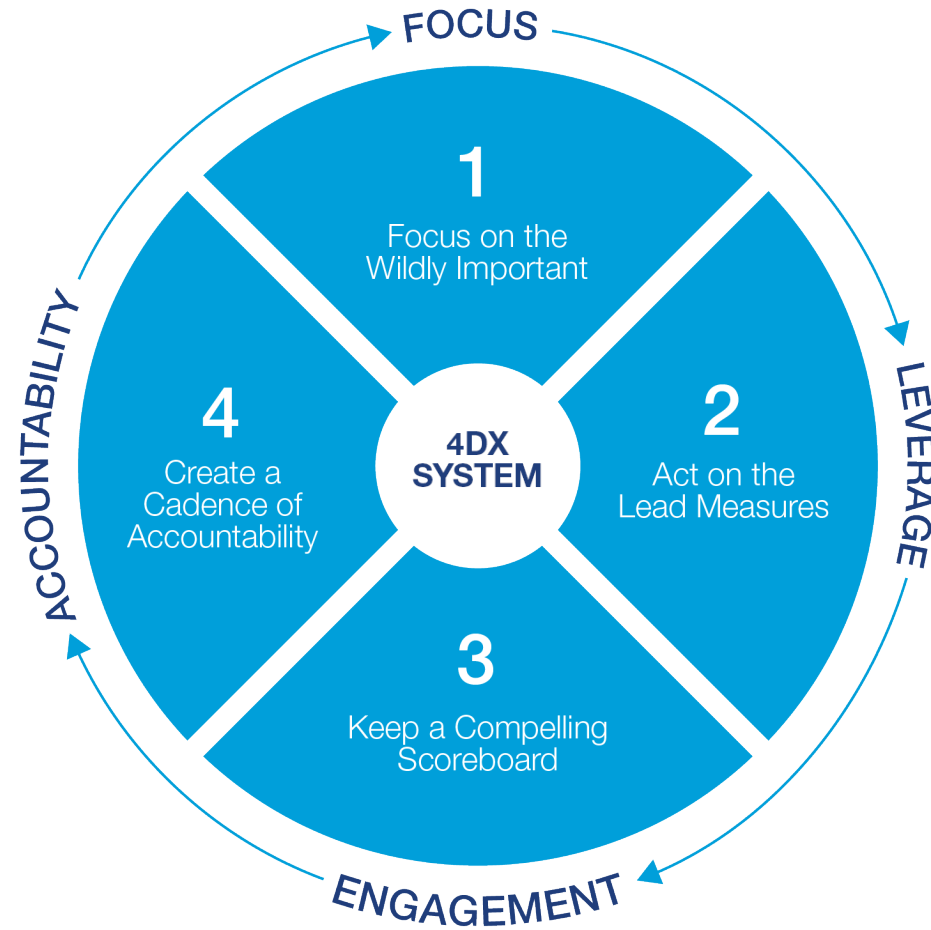 FOCUS
1
Focus on the
Wildly Important
LEVERAGE
2
Act on the
Lead Measures
4DX
SYSTEM
3
Keep a Compelling
Scoreboard
ENGAGEMENT
4
Create a
Cadence of
Accountability
ACCOUNTABILITY